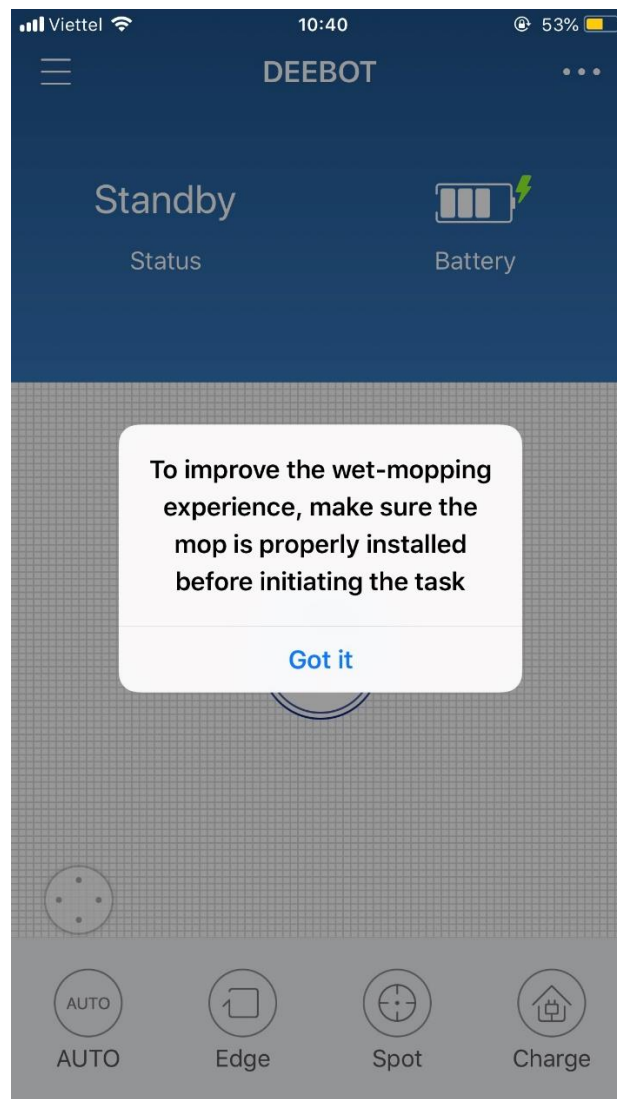 Viettel 10:40 53%
DEEBOT
Standby
Status Battery
To improve the wet-mopping
experience, make sure the
mop is properly installed
before initiating the task
Got it
AUTO
AUTO Edge Spot Charge